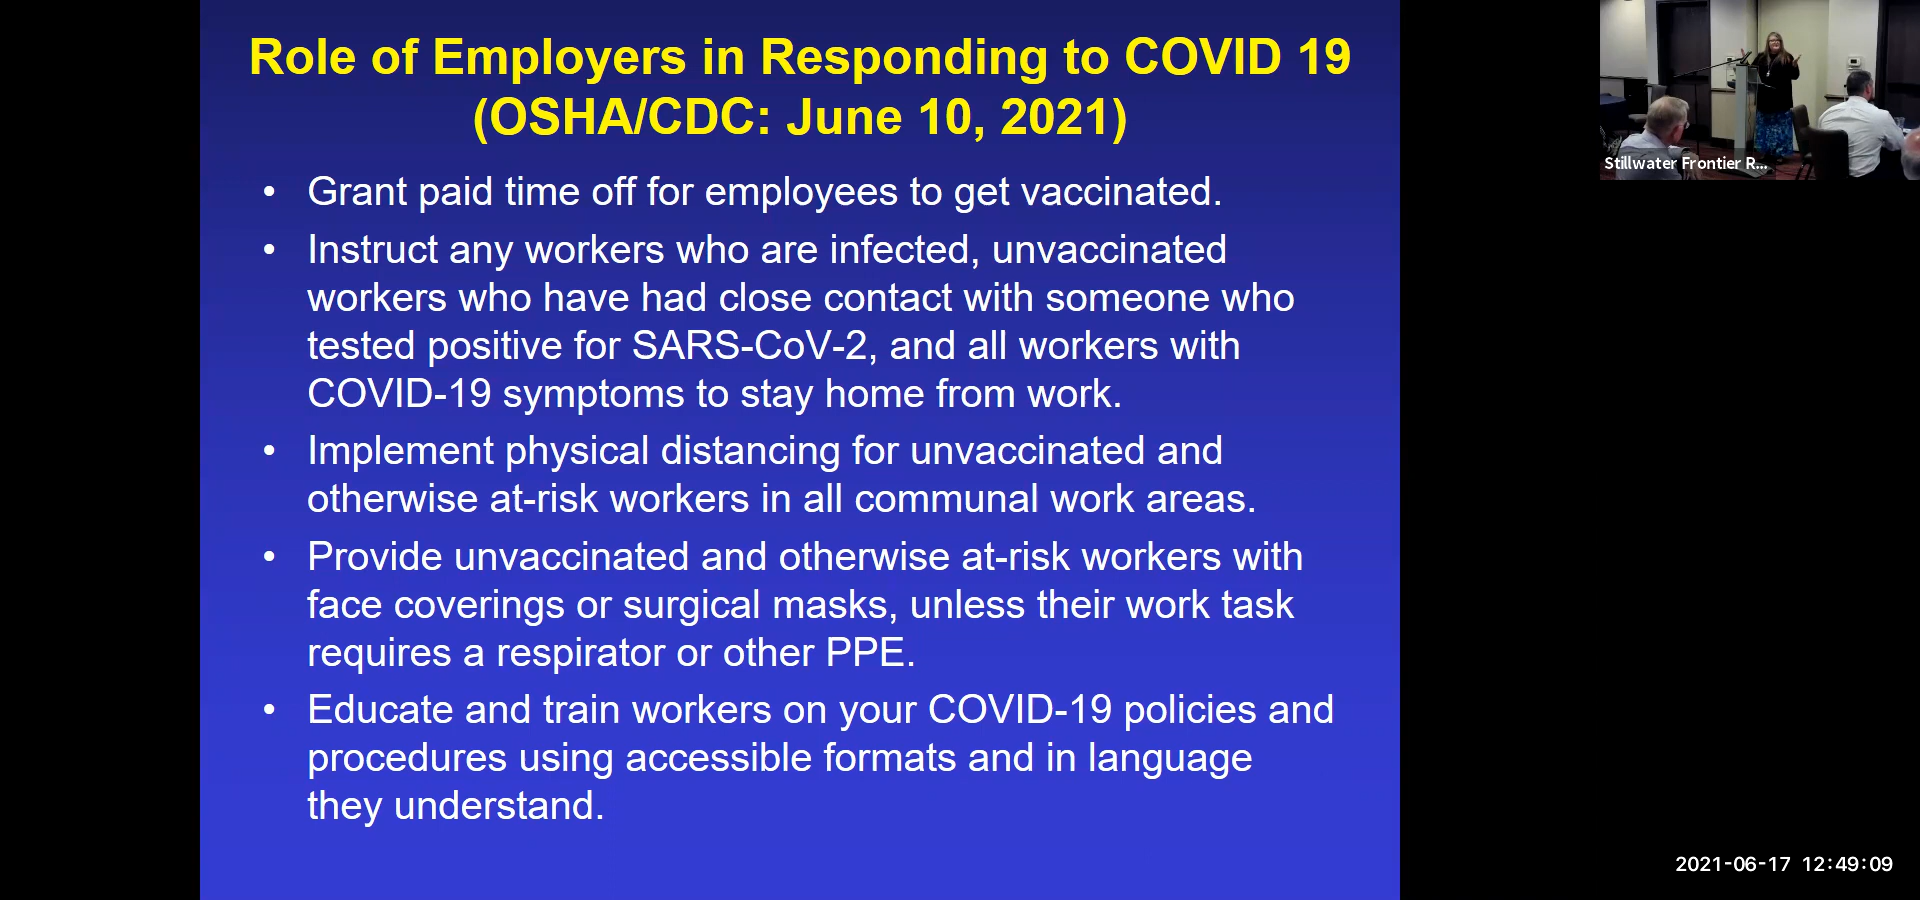 Role of Employers in Responding to COVID 19
(OSHA/CDC: June 10, 2021)
• Grant paid time off for employees to get vaccinated.
• Instruct any workers who are infected, unvaccinated
workers who have had close contact with someone who
tested positive for SARS-CoV-2, and all workers with
COVID-19 symptoms to stay home from work.
• Implement physical distancing for unvaccinated and
otherwise at-risk workers in all communal work areas.
• Provide unvaccinated and otherwise at-risk workers with
face coverings or surgical masks, unless their work task
requires a respirator or other PPE.
• Educate and train workers on your COVID-19 policies and
procedures using accessible formats and in language
they understand.
Stillwater Frontier R...
2021-06-17 12:49:09